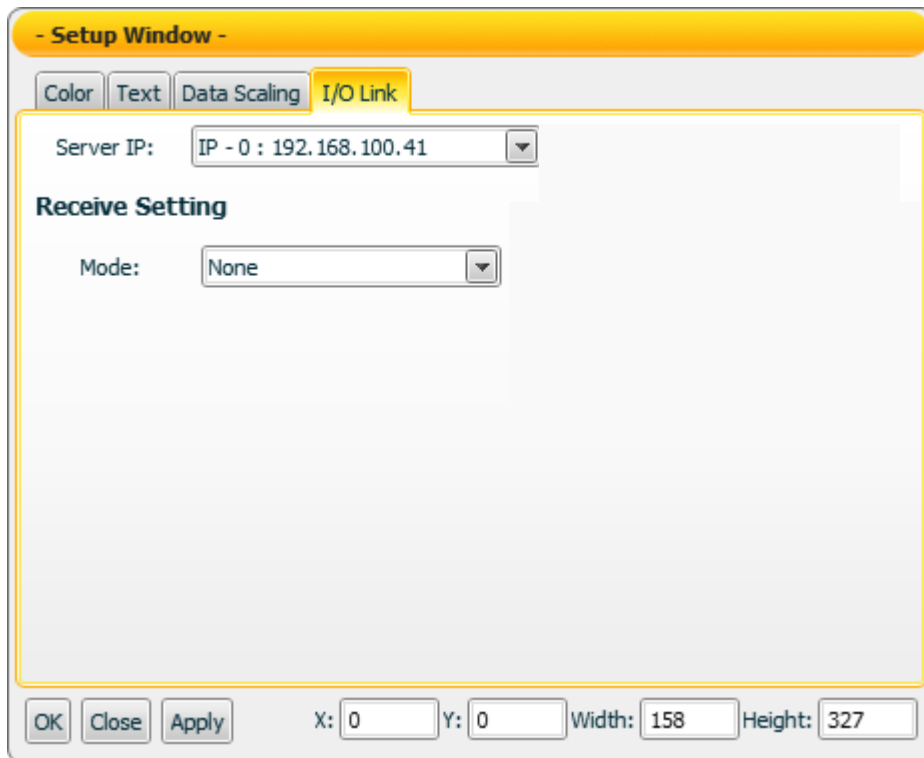 - Setup Window -
Color Text Data Scaling I/O Link
Server IP: IP - 0 : 192.168.100.41
Receive Setting
Mode: None
OK Close Apply X: 0 Y: 0 Width: 158 Height: 327